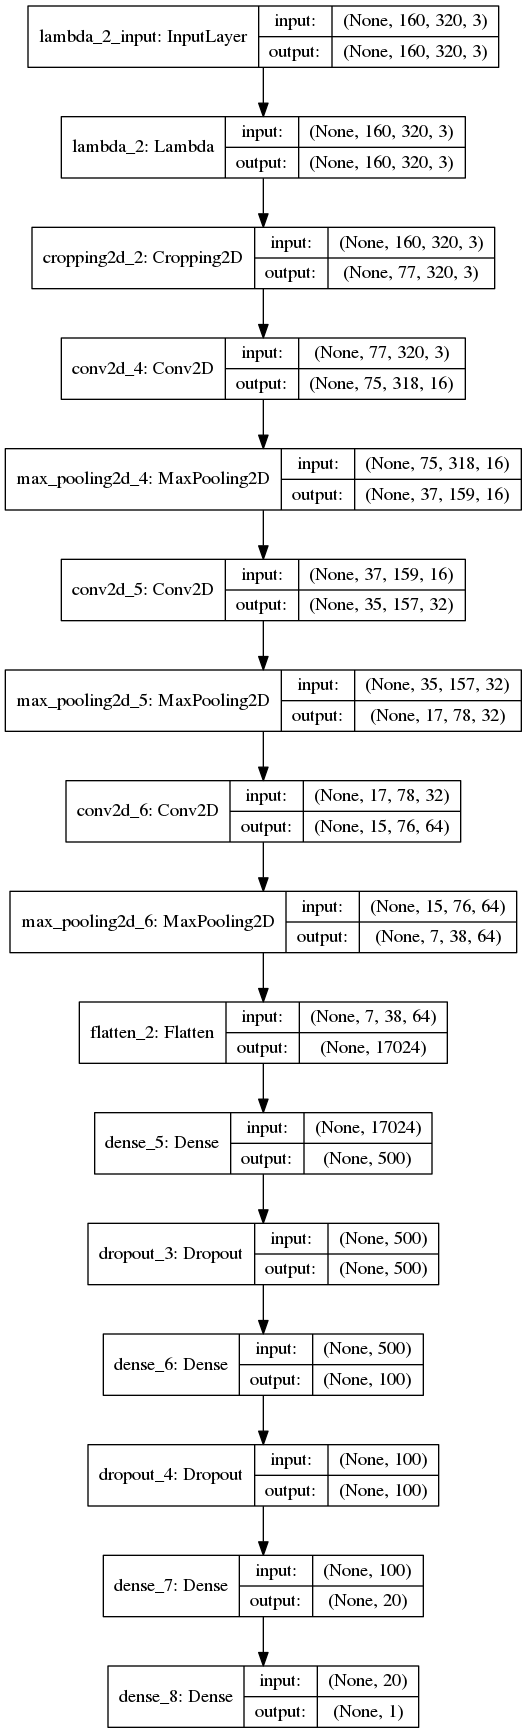 lambda_2_input: InputLayer
input: (None, 160, 320, 3)
output: (None, 160, 320, 3)
lambda_2: Lambda
input: (None, 160, 320, 3)
output: (None, 160, 320, 3)
cropping2d_2: Cropping2D
input: (None, 160, 320, 3)
output: (None, 77, 320, 3)
conv2d_4: Conv2D
input: (None, 77, 320, 3)
output: (None, 75, 318, 16)
max_pooling2d_4: MaxPooling2D
input: (None, 75, 318, 16)
output: (None, 37, 159, 16)
conv2d_5: Conv2D
input: (None, 37, 159, 16)
output: (None, 35, 157, 32)
max_pooling2d_5: MaxPooling2D
input: (None, 35, 157, 32)
output: (None, 17, 78, 32)
conv2d_6: Conv2D
input: (None, 17, 78, 32)
output: (None, 15, 76, 64)
max_pooling2d_6: MaxPooling2D
input: (None, 15, 76, 64)
output: (None, 7, 38, 64)
flatten_2: Flatten
input: (None, 7, 38, 64)
output: (None, 17024)
dense_5: Dense
input: (None, 17024)
output: (None, 500)
dropout_3: Dropout
input: (None, 500)
output: (None, 500)
dense_6: Dense
input: (None, 500)
output: (None, 100)
dropout_4: Dropout
input: (None, 100)
output: (None, 100)
dense_7: Dense
input: (None, 100)
output: (None, 20)
dense_8: Dense
input: (None, 20)
output: (None, 1)